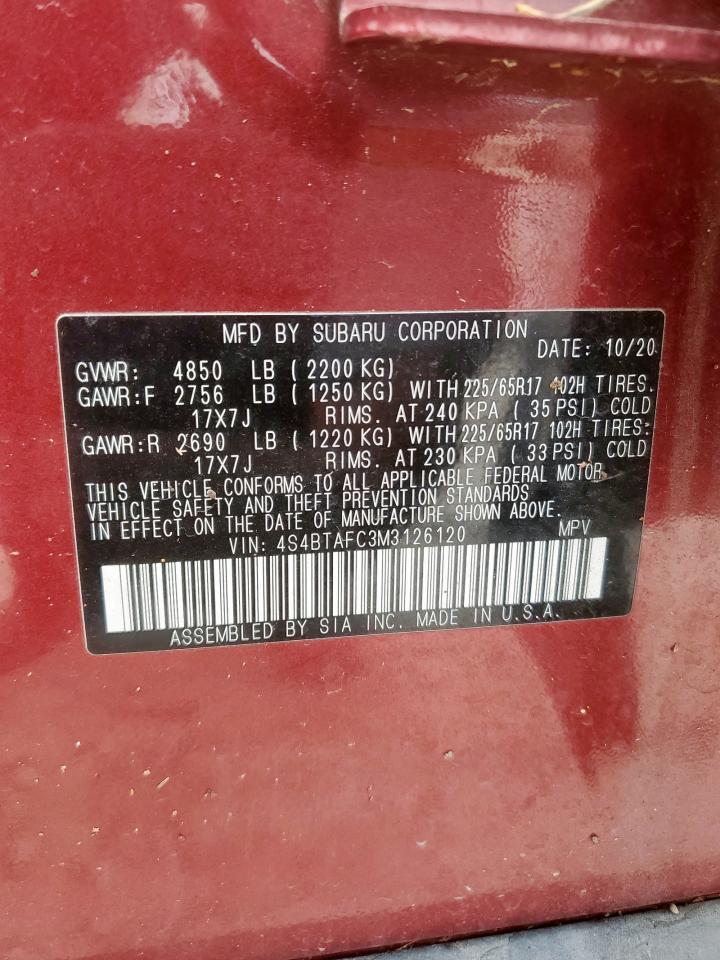 MFD BY SUBARU CORPORATION
DATE: 10/20
GVWR: 4850 LB (2200 KG)
GAWR:F 2756 LB (1250 KG) WITH 225/65R17 102H TIRES.
17X7J RIMS. AT 240 KPA (35 PSI) COLD
GAWR:R 2690 LB (1220 KG) WITH 225/65R17 102H TIRES.
17X7J RIMS. AT 230 KPA (33 PSI) COLD
THIS VEHICLE CONFORMS TO ALL APPLICABLE FEDERAL MOTOR
VEHICLE SAFETY AND THEFT PREVENTION STANDARDS
IN EFFECT ON THE DATE OF MANUFACTURE SHOWN ABOVE.
VIN: 4S4BTAFC3M3126120 MPV
ASSEMBLED BY SIA INC. MADE IN U.S.A.